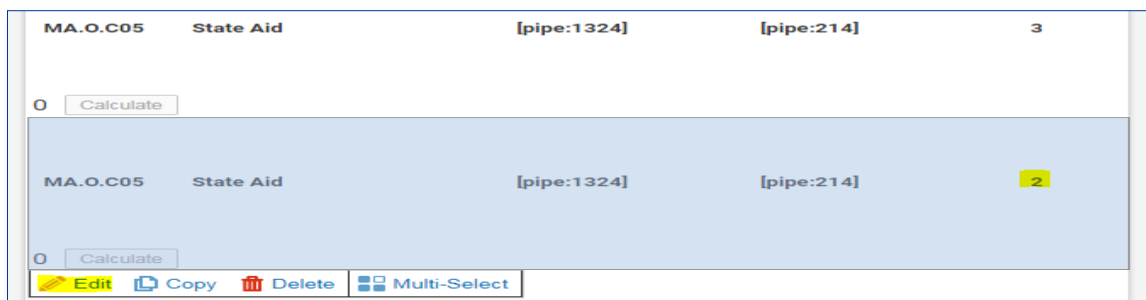 MA.O.C05 State Aid [pipe:1324] [pipe:214] 3
0 Calculate
MA.O.C05 State Aid [pipe:1324] [pipe:214] 2
0 Calculate
Edit Copy Delete Multi-Select